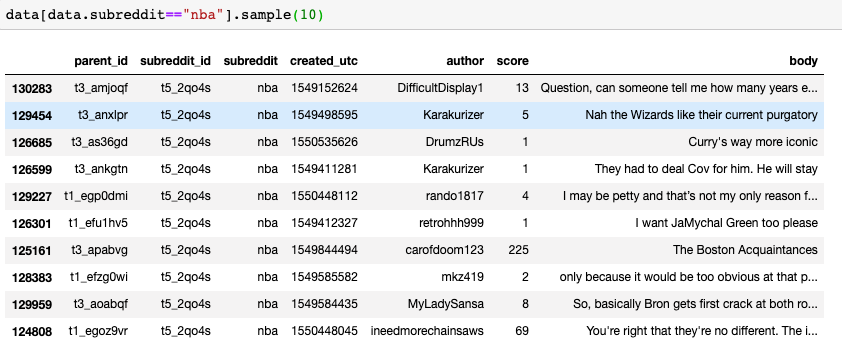 data[data.subreddit=="nba"].sample(10)
parent_id subreddit_id subreddit created_utc author score body
130283 t3_amjoqf t5_2qo4s nba 1549152624 DifficultDisplay1 13 Question, can someone tell me how many years e...
129454 t3_anxlpr t5_2qo4s nba 1549498595 Karakurizer 5 Nah the Wizards like their current purgatory
126685 t3_as36gd t5_2qo4s nba 1550535626 DrumzRUs 1 Curry's way more iconic
126599 t3_ankgtn t5_2qo4s nba 1549411281 Karakurizer 1 They had to deal Cov for him. He will stay
129227 t1_egp0dmi t5_2qo4s nba 1550448112 rando1817 4 I may be petty and that’s not my only reason f...
126301 t1_efu1hv5 t5_2qo4s nba 1549412327 retrohhh999 1 I want JaMychal Green too please
125161 t3_apabvg t5_2qo4s nba 1549844494 carofdoom123 225 The Boston Acquaintances
128383 t1_efzg0wi t5_2qo4s nba 1549585582 mkz419 2 only because it would be too obvious at that p...
129959 t3_aoabqf t5_2qo4s nba 1549584435 MyLadySansa 8 So, basically Bron gets first crack at both ro...
124808 t1_egoz9vr t5_2qo4s nba 1550448045 ineedmorechainsaws 69 You're right that they're no different. The i...